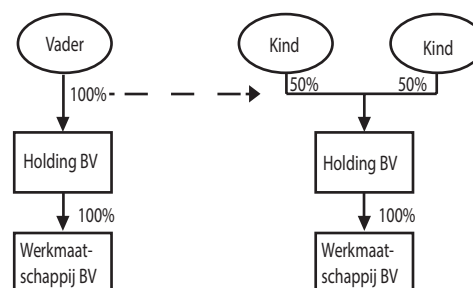 Vader
Kind
Kind
100%
50%
50%
Holding BV
Holding BV
100%
100%
Werkmaat-
schappij BV
Werkmaat-
schappij BV